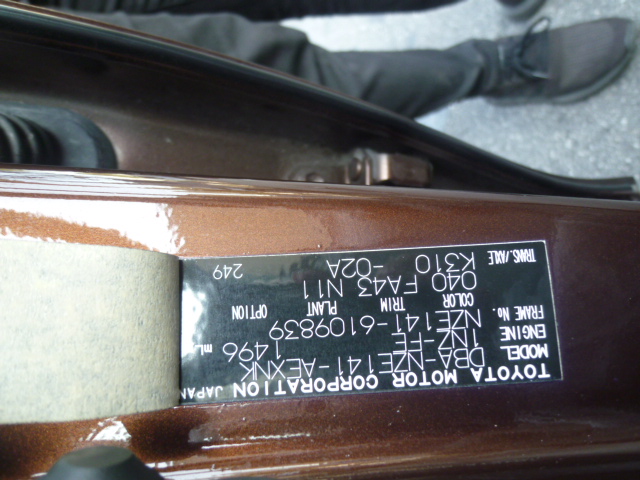 TOYOTA MOTOR CORPORATION JAPAN
MODEL DBA-NZE141-AEXNK
ENGINE 1NZ-FE 1496 mL
FRAME No. NZE141-6109839
COLOR TRIM PLANT OPTION
040 FA43 N11
TRANS./AXLE K310 -02A 249